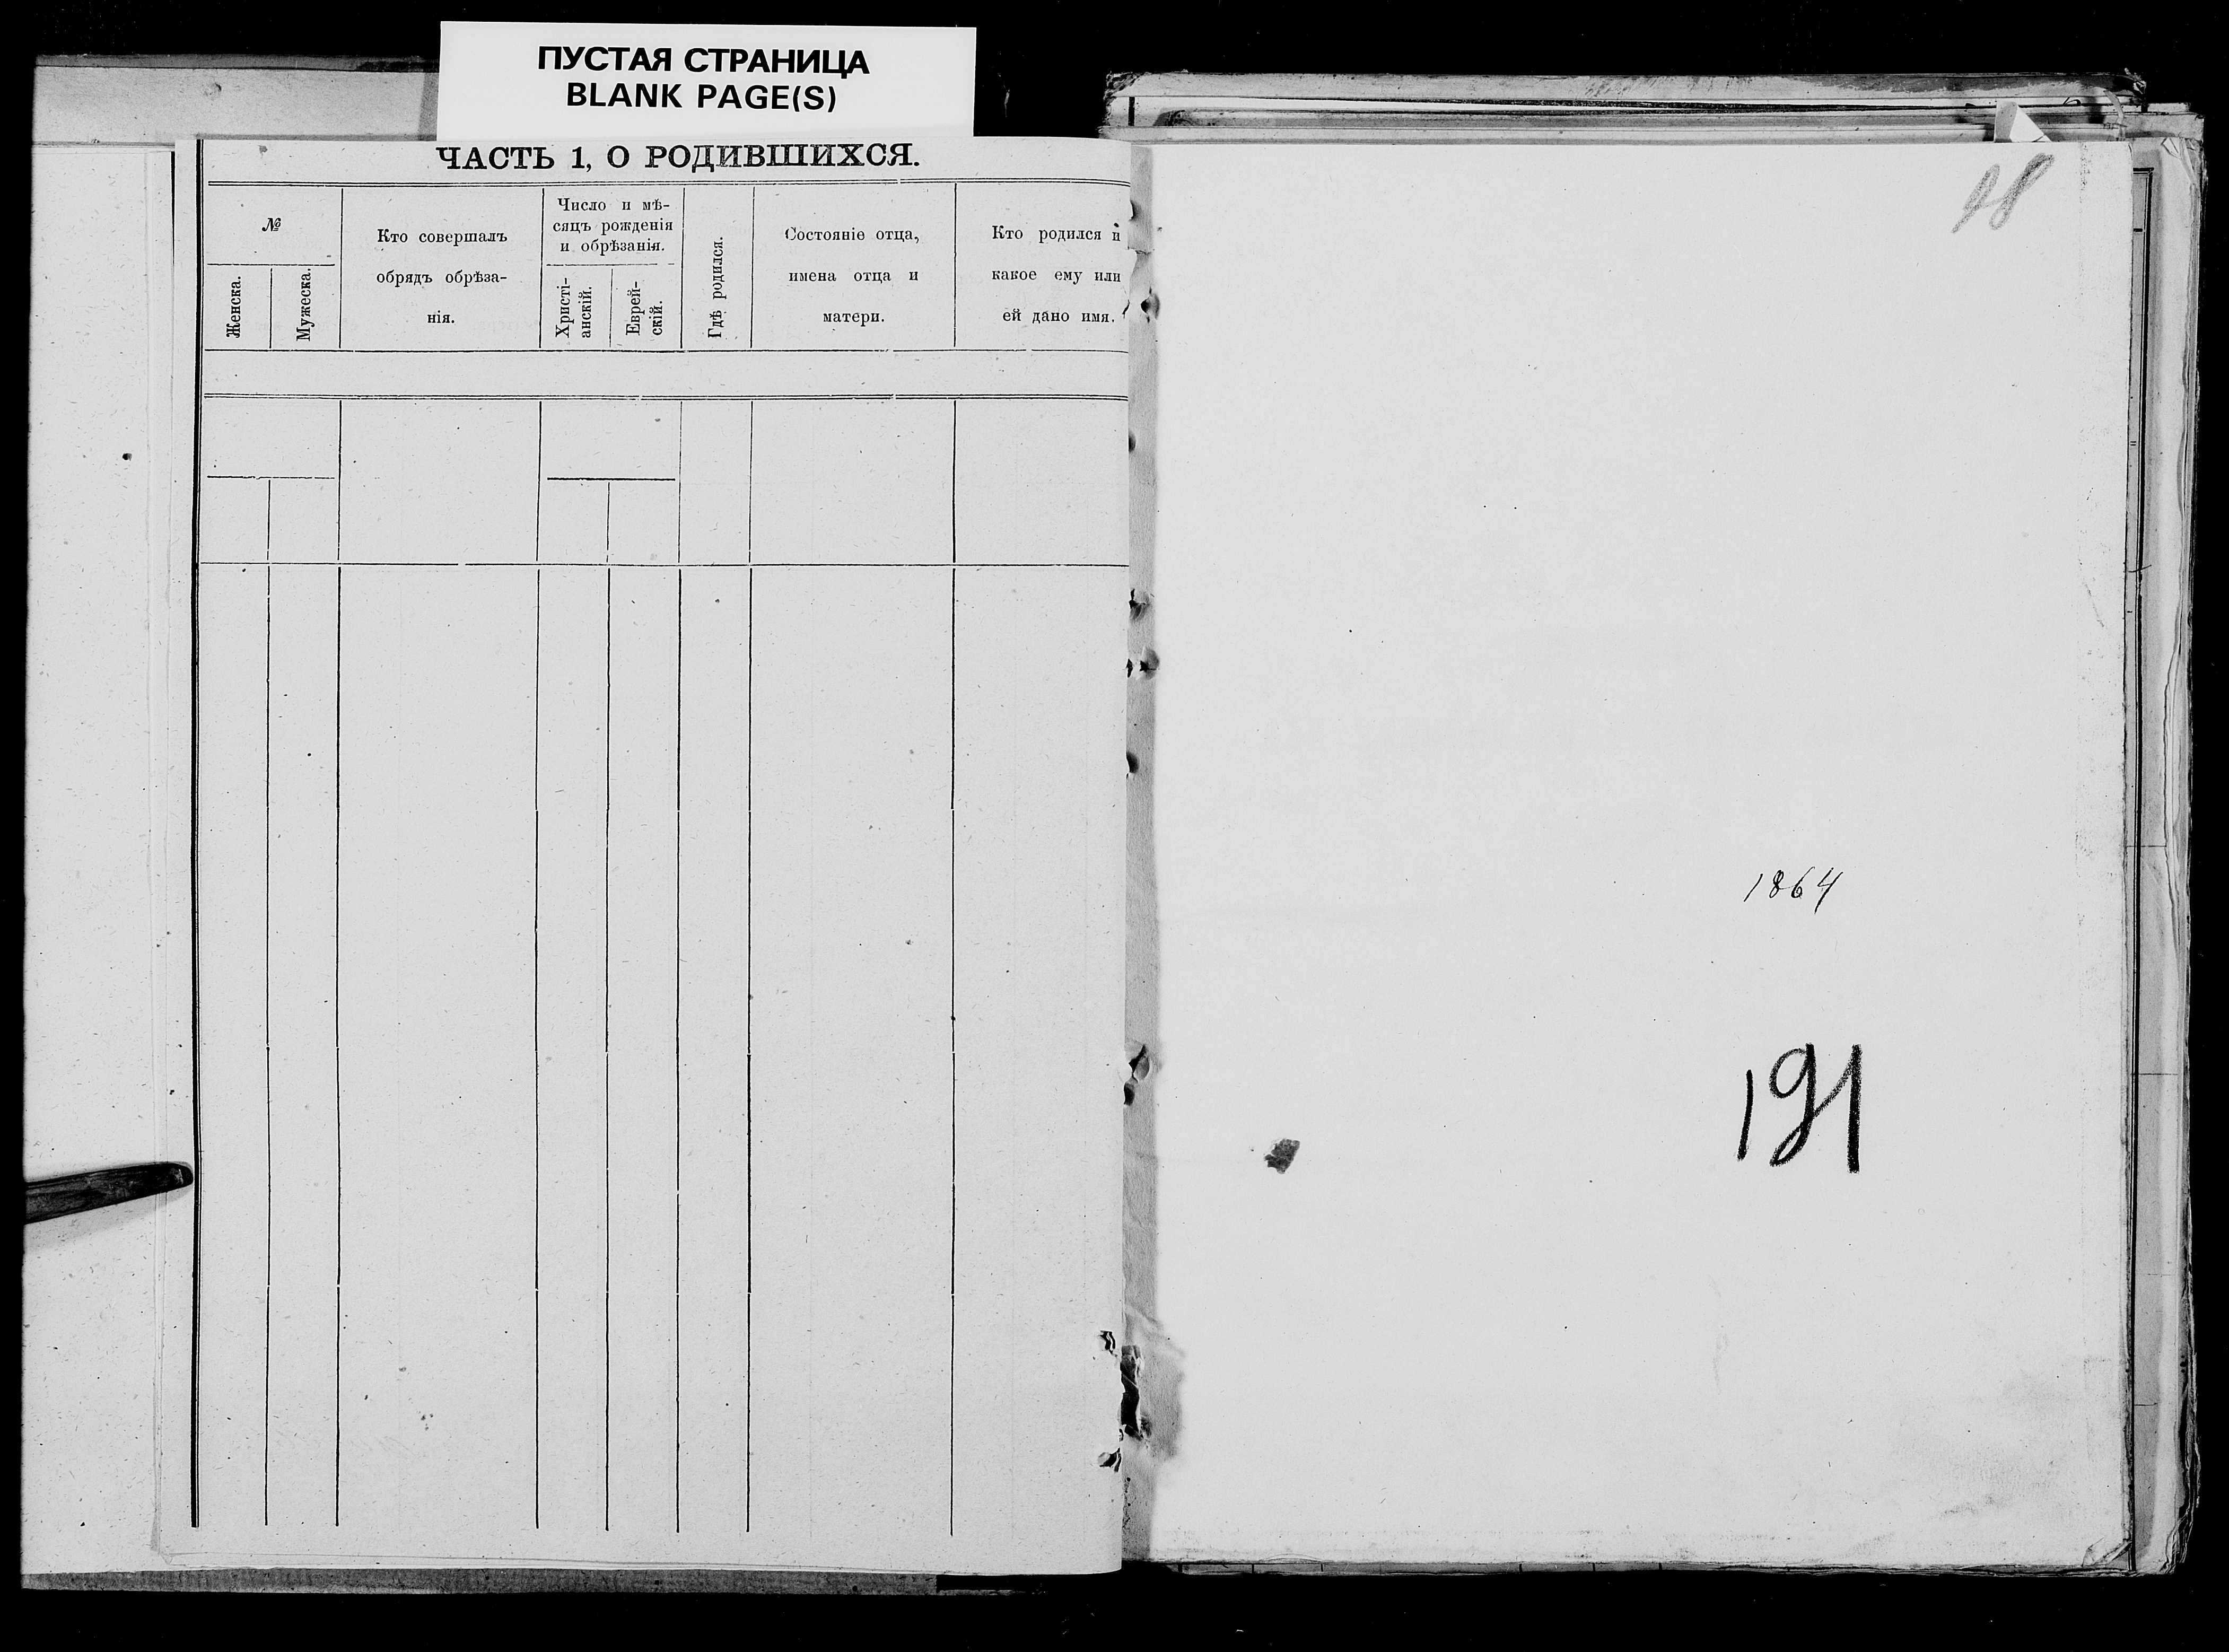 ПУСТАЯ СТРАНИЦА
BLANK PAGE(S)
ЧАСТЬ 1, О РОДИВШИХСЯ.
№
Женска.
Мужеска.
Кто совершалъ
обрядъ обрѣза-
нія.
Число и мѣ-
сяцъ рожденія
и обрѣзанія.
Христі-
анскій.
Еврей-
скій.
Гдѣ родился.
Состояніе отца,
имена отца и
матери.
Кто родился и
какое ему или
ей дано имя.
1864
191